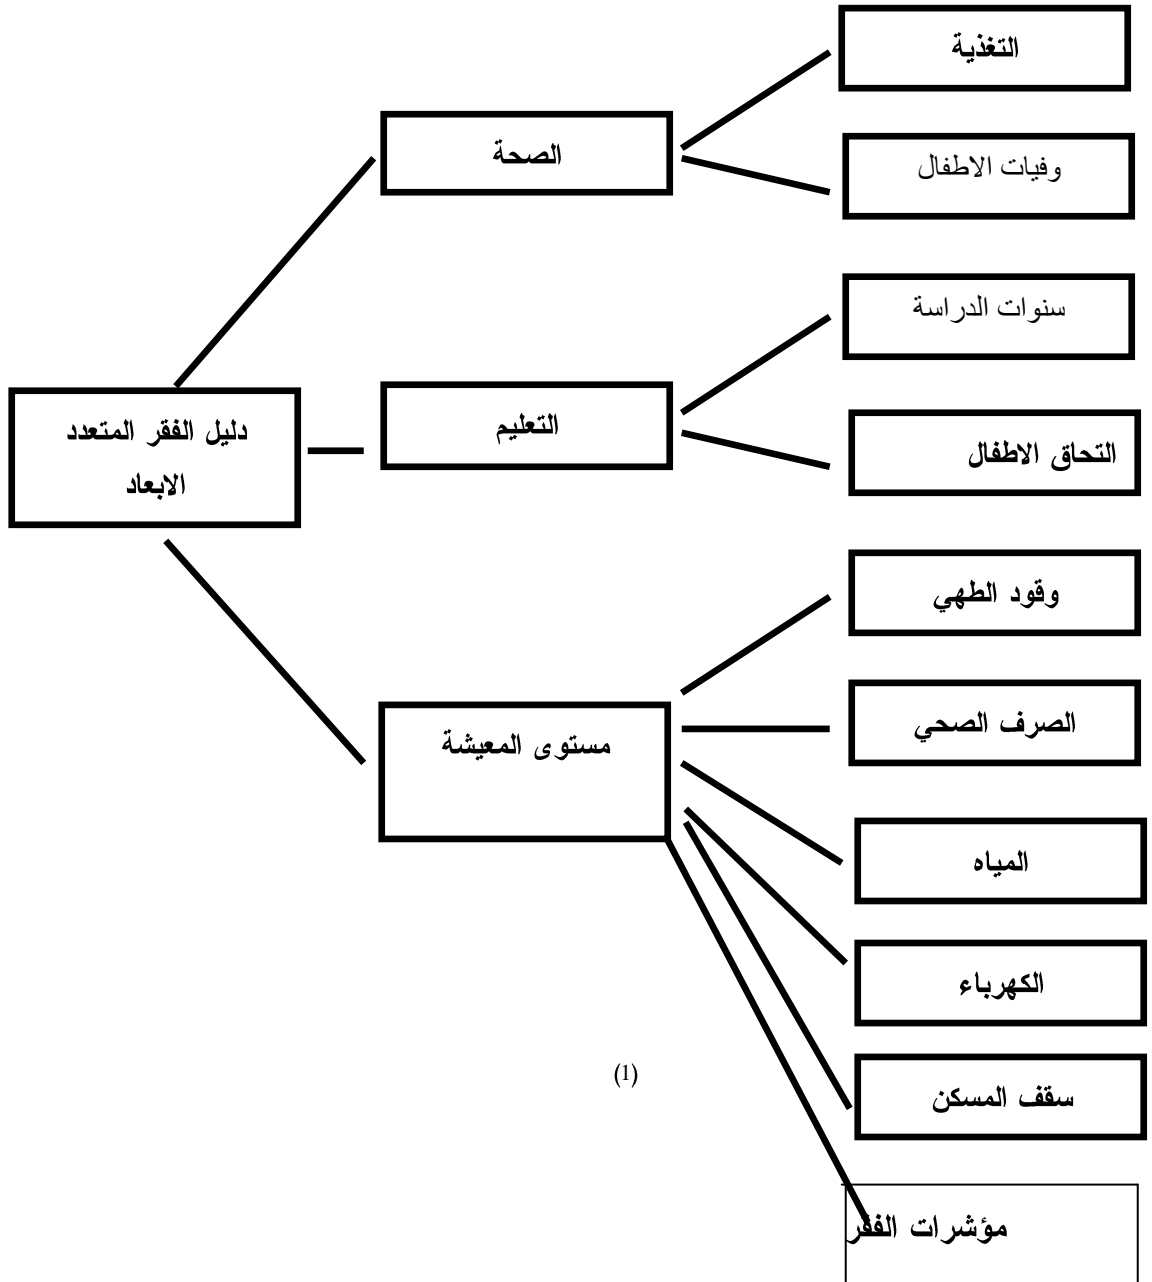 التغذية
الصحة
وفيات الاطفال
سنوات الدراسة
دليل الفقر المتعدد
الابعاد
التعليم
التحاق الاطفال
وقود الطهي
الصرف الصحي
مستوى المعيشة
المياه
الكهرباء
(1)
سقف المسكن
مؤشرات الفقر